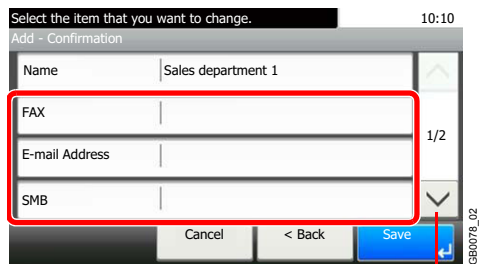 Select the item that you want to change. 10:10
Add - Confirmation
Name Sales department 1
FAX
1/2
E-mail Address
SMB
Cancel < Back Save
GB0078_02